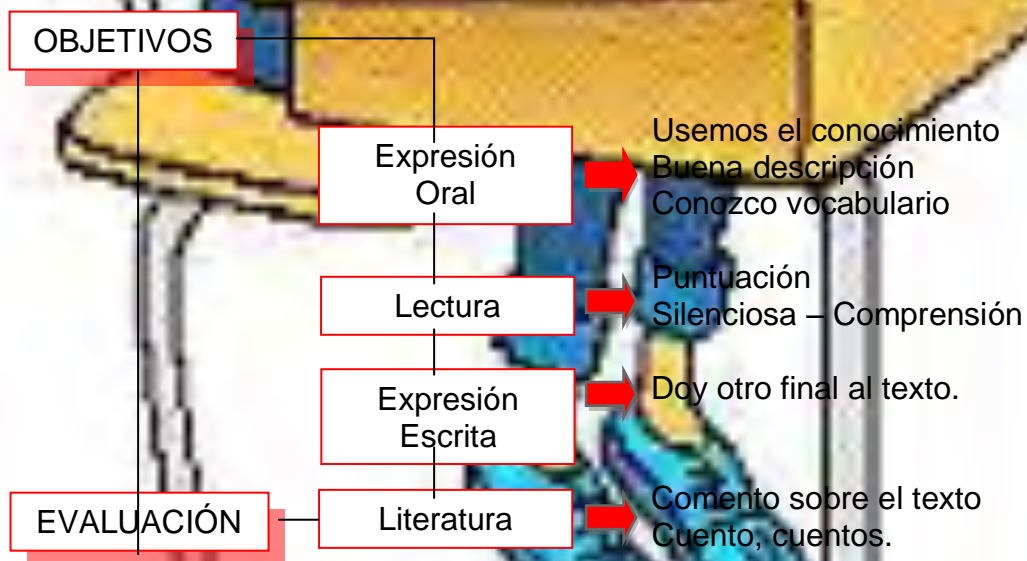 OBJETIVOS
Expresión
Oral
Usemos el conocimiento
Buena descripción
Conozco vocabulario
Lectura
Puntuación
Silenciosa – Comprensión
Expresión
Escrita
Doy otro final al texto.
EVALUACIÓN
Literatura
Comento sobre el texto
Cuento, cuentos.